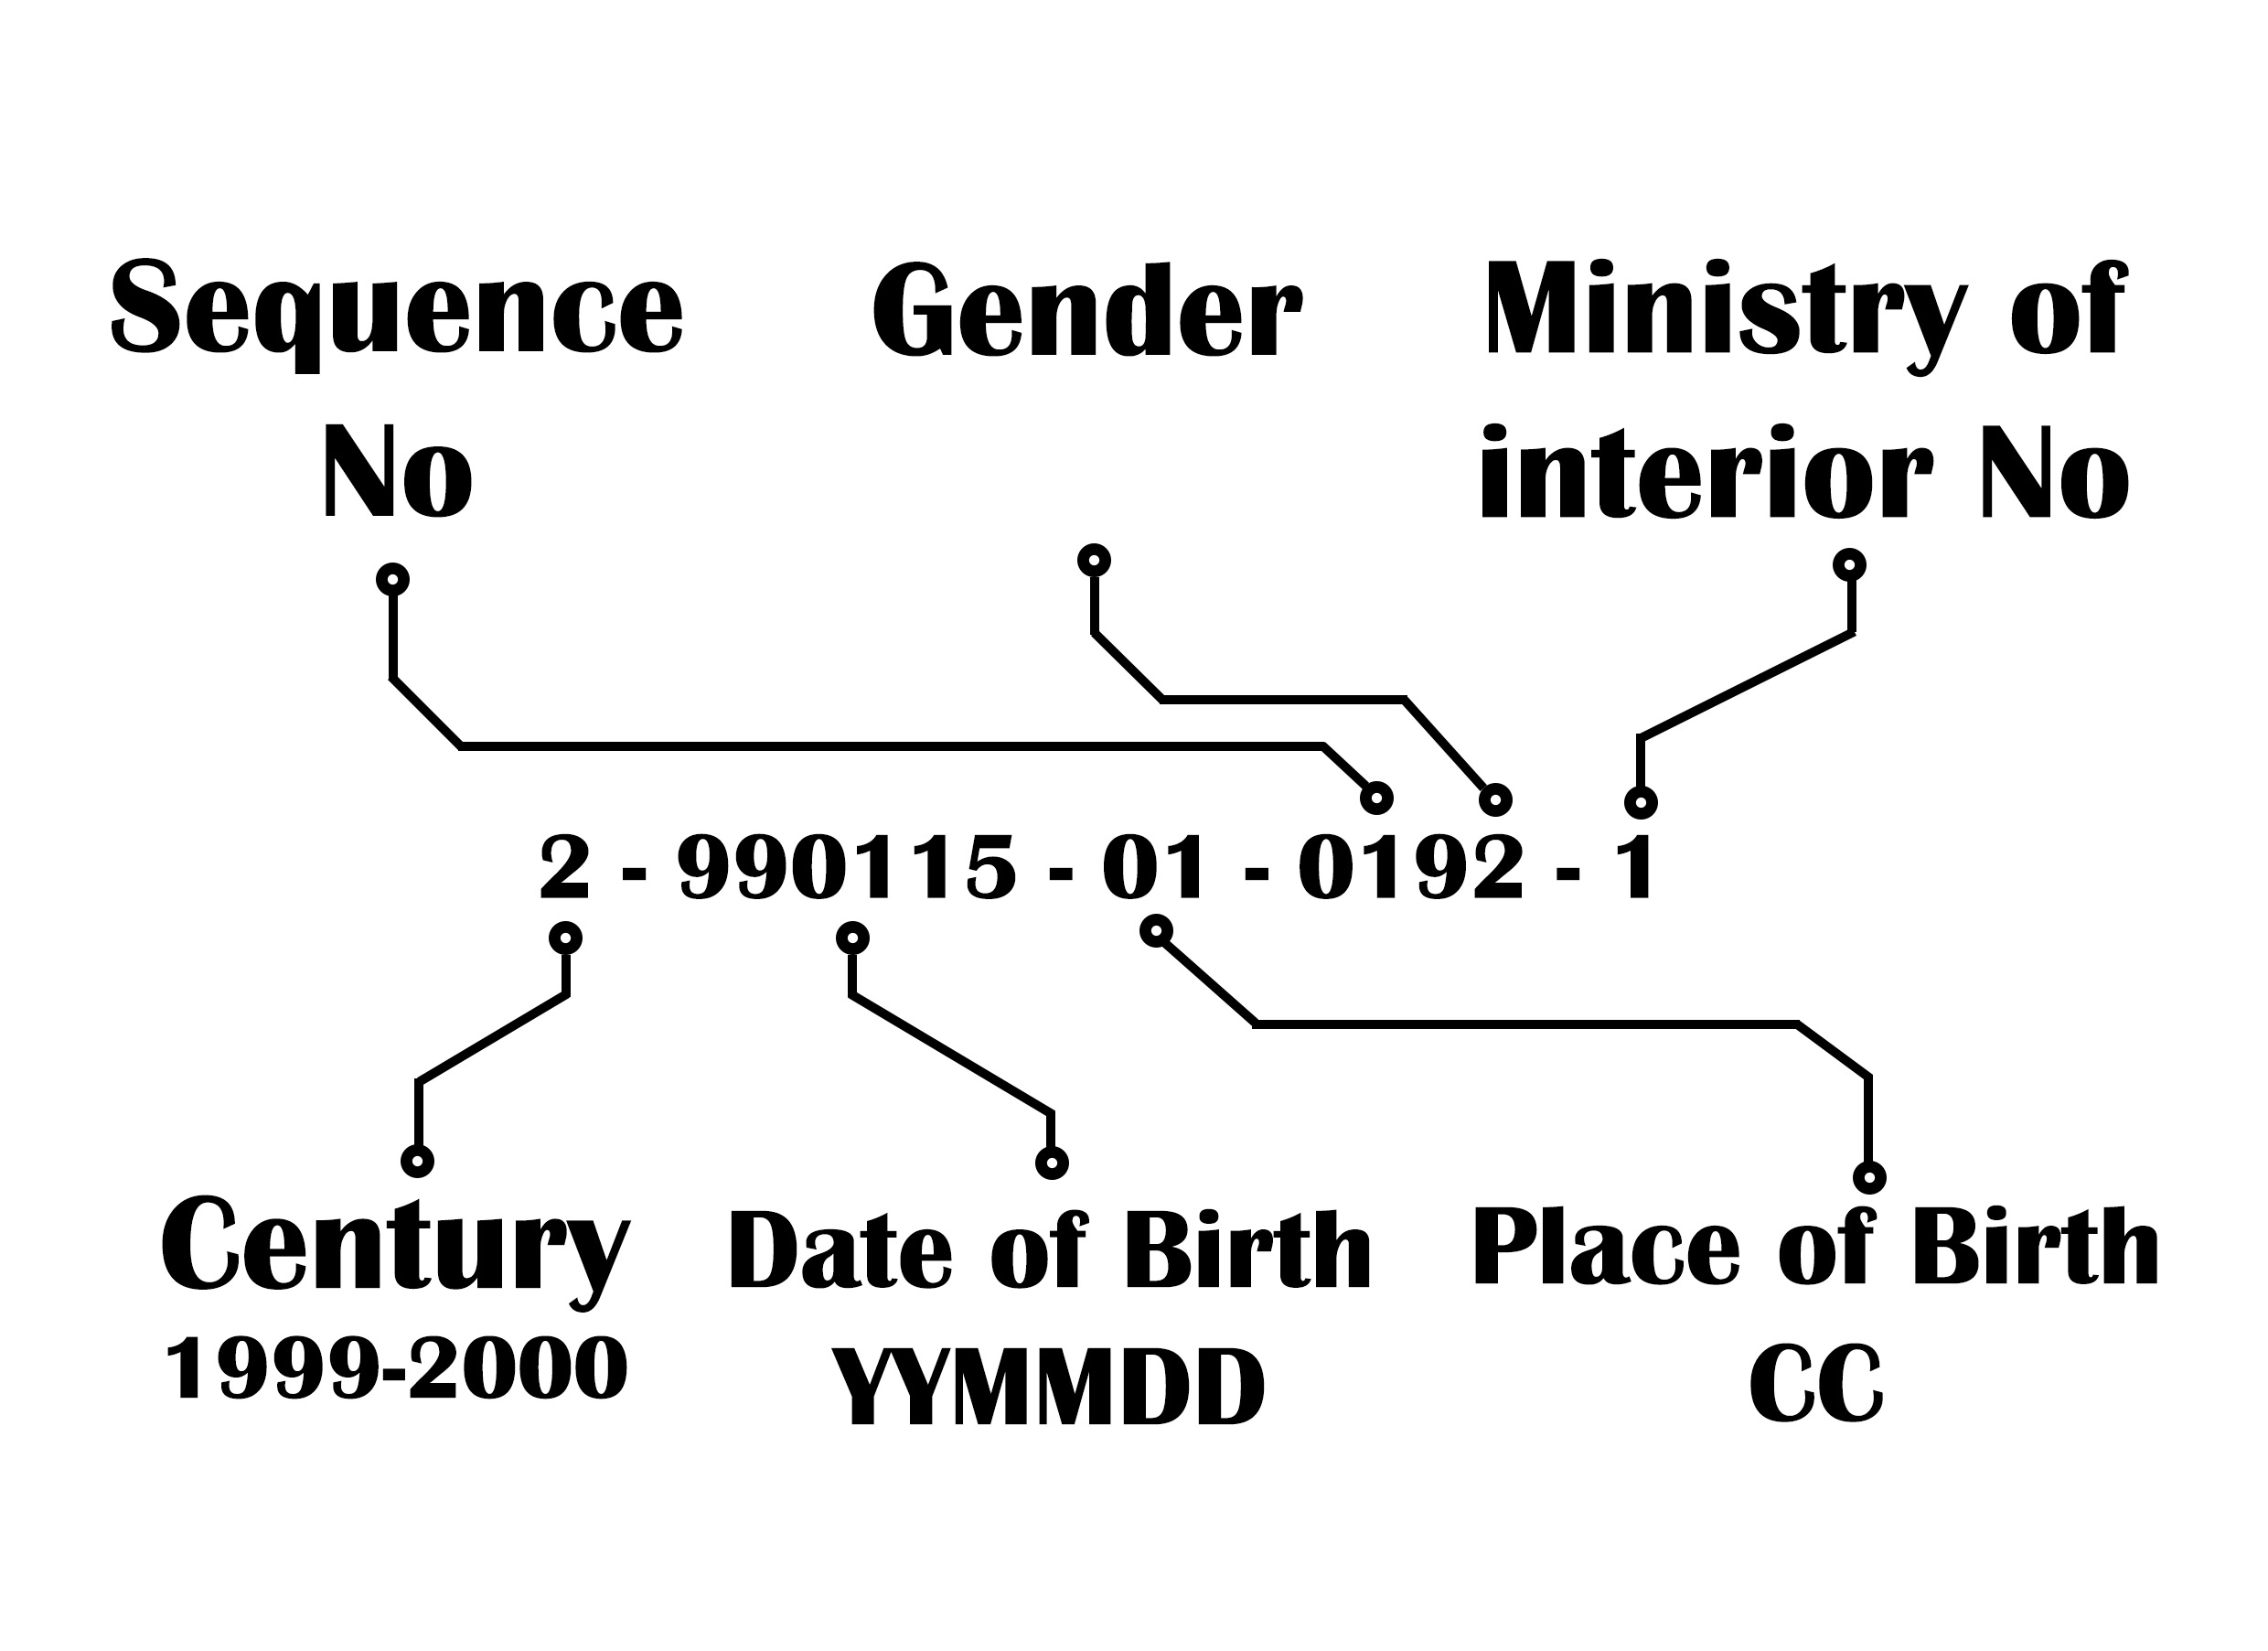 Sequence
No
Gender
Ministry of
interior No
2 - 990115 - 01 - 0192 - 1
Century
1999-2000
Date of Birth
YYMMDD
Place of Birth
CC